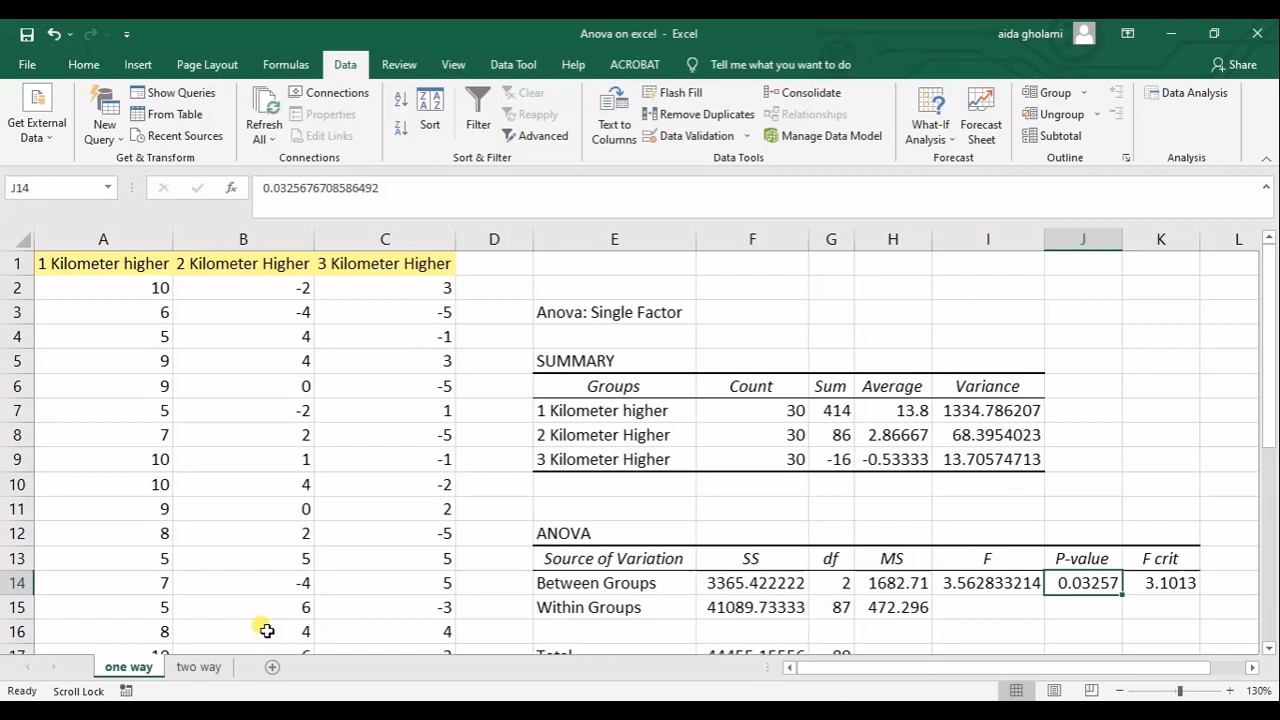 Anova on excel - Excel
aida gholami
File Home Insert Page Layout Formulas Data Review View Data Tool Help ACROBAT Tell me what you want to do Share
Get External Data
New Query
Show Queries
From Table
Recent Sources
Get & Transform
Refresh All
Connections
Properties
Edit Links
Connections
Sort
Filter
Clear
Reapply
Advanced
Sort & Filter
Text to Columns
Flash Fill
Remove Duplicates
Data Validation
Consolidate
Relationships
Manage Data Model
Data Tools
What-If Analysis
Forecast Sheet
Forecast
Group
Ungroup
Subtotal
Outline
Data Analysis
Analysis
J14 fx 0.0325676708586492
A B C D E F G H I J K L
1 1 Kilometer higher 2 Kilometer Higher 3 Kilometer Higher
2 10 -2 3
3 6 -4 -5 Anova: Single Factor
4 5 4 -1
5 9 4 3 SUMMARY
6 9 0 -5 Groups Count Sum Average Variance
7 5 -2 1 1 Kilometer higher 30 414 13.8 1334.786207
8 7 2 -5 2 Kilometer Higher 30 86 2.86667 68.3954023
9 10 1 -1 3 Kilometer Higher 30 -16 -0.53333 13.70574713
10 10 4 -2
11 9 0 2
12 8 2 -5 ANOVA
13 5 5 5 Source of Variation SS df MS F P-value F crit
14 7 -4 5 Between Groups 3365.422222 2 1682.71 3.562833214 0.03257 3.1013
15 5 6 -3 Within Groups 41089.73333 87 472.296
16 8 4 4
one way two way
Ready Scroll Lock 130%